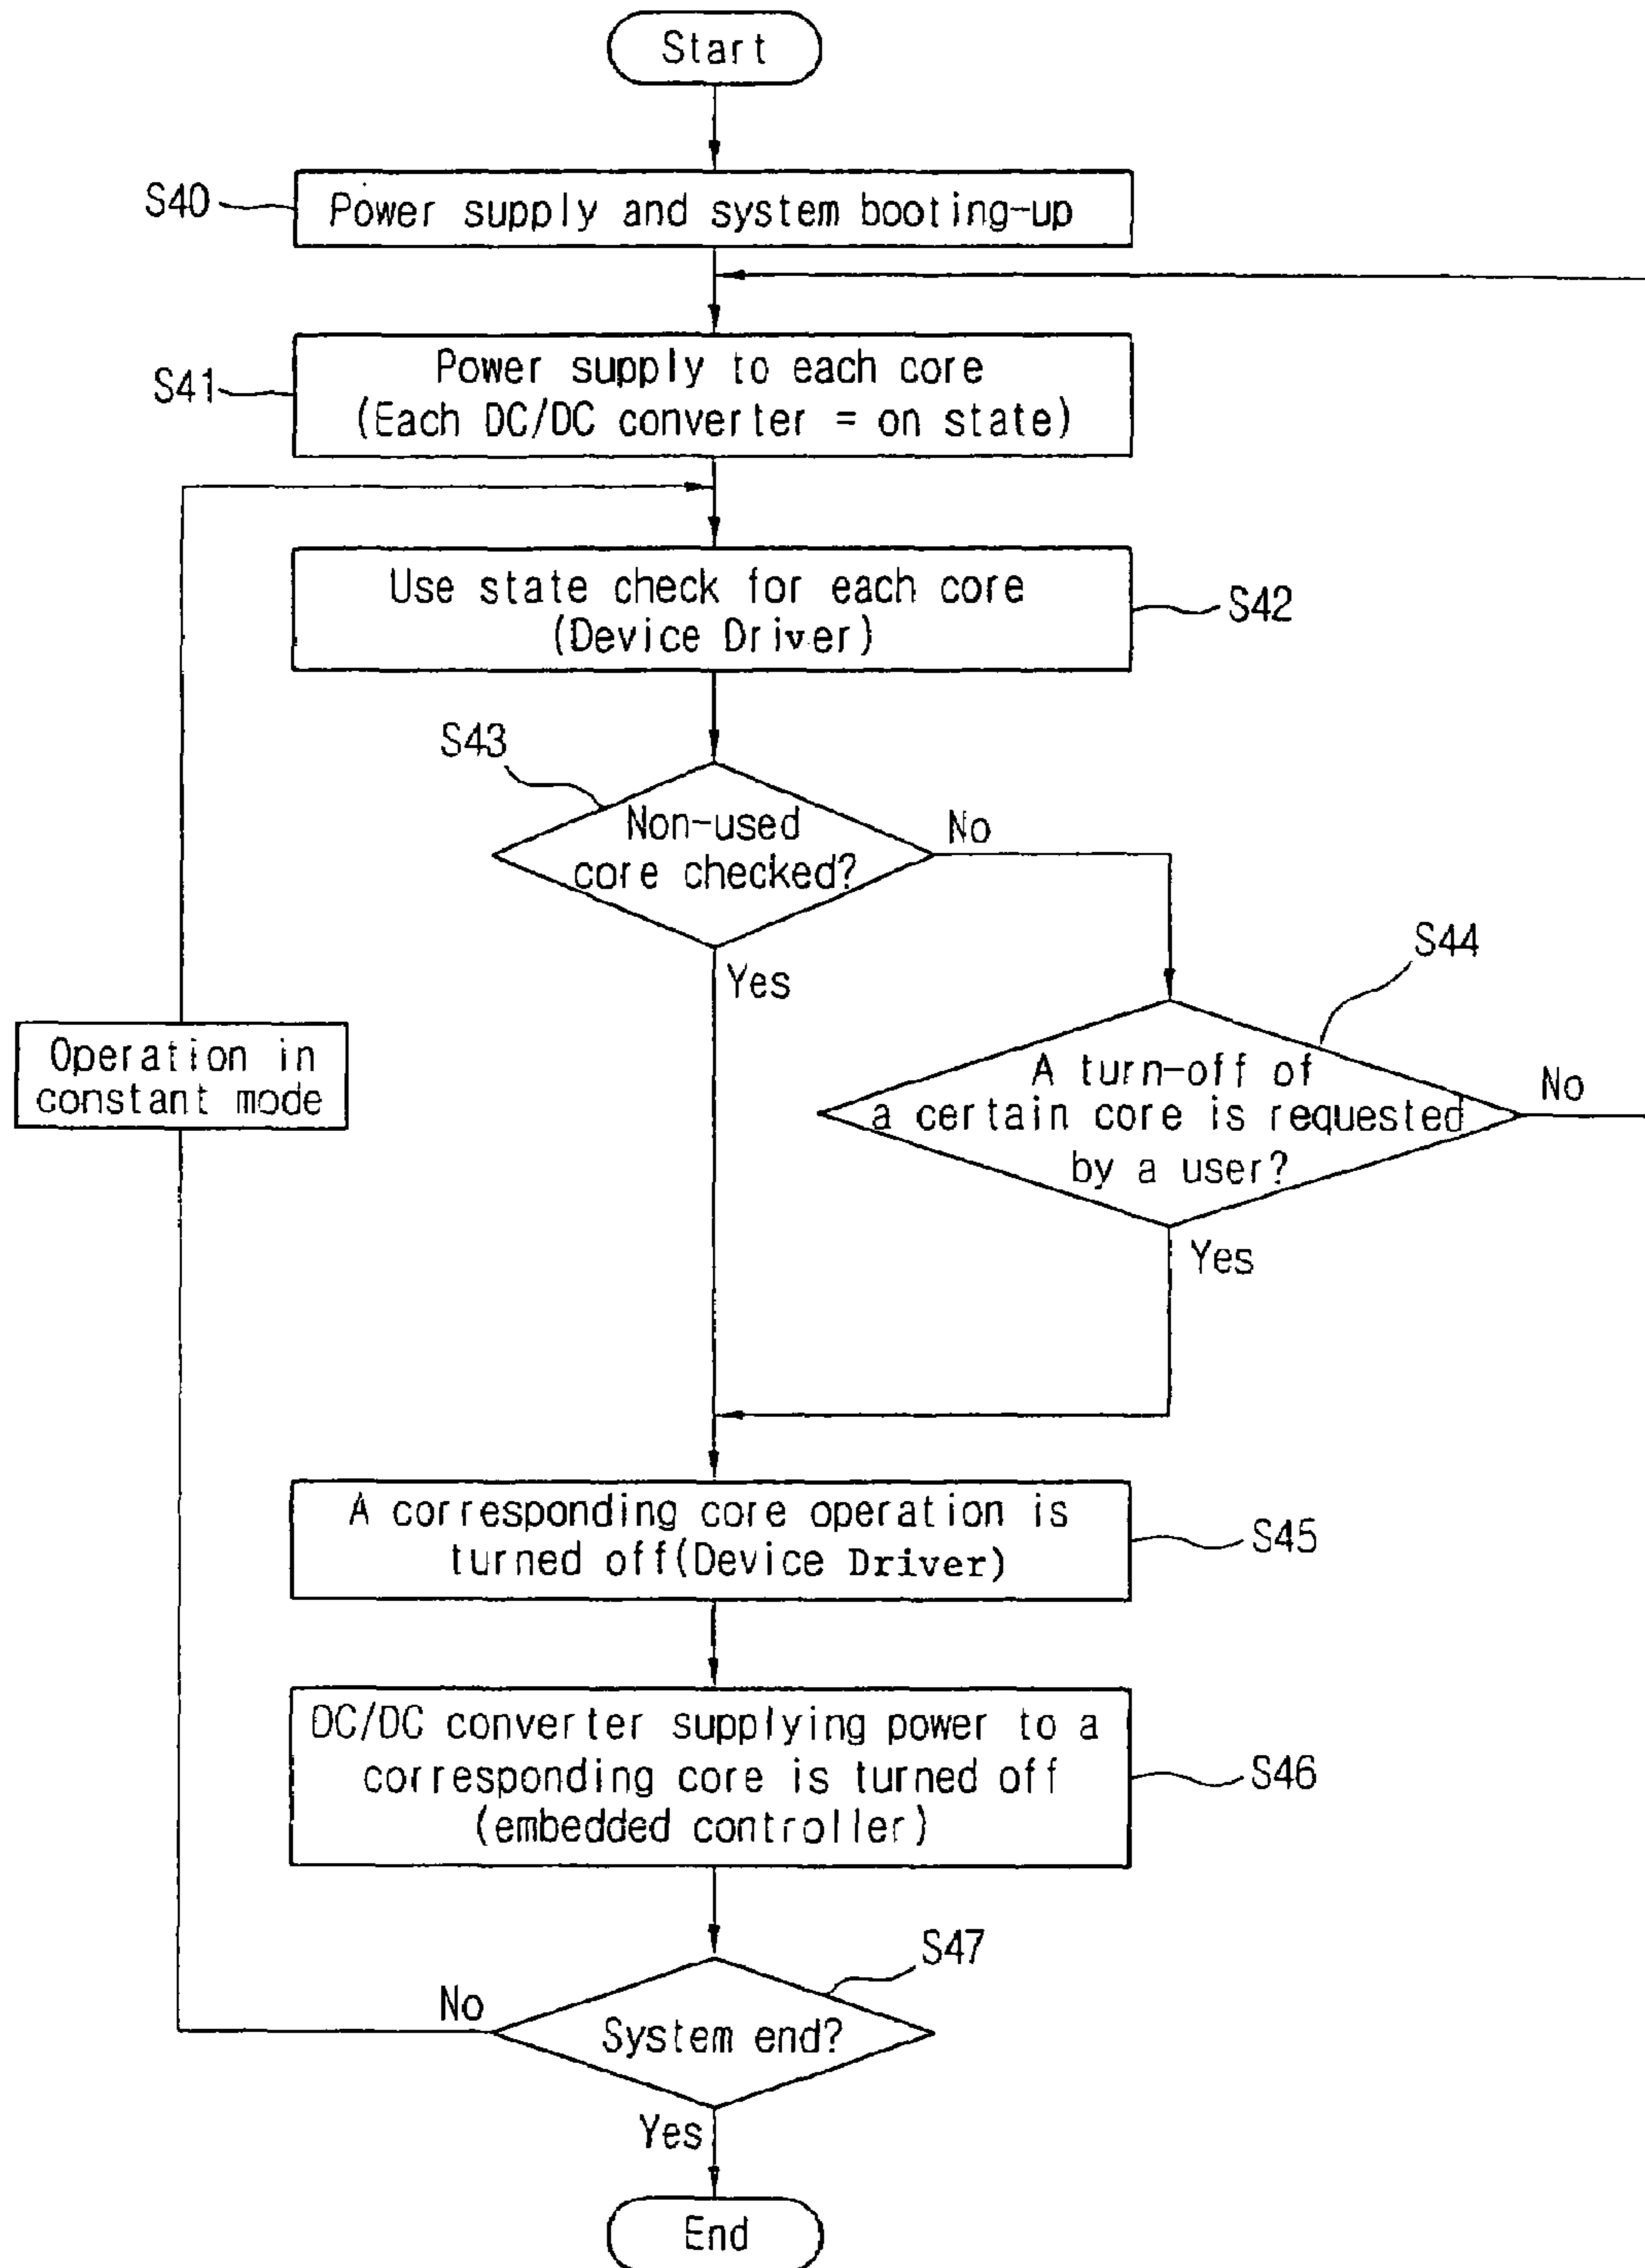 Start
S40
Power supply and system booting-up
S41
Power supply to each core
(Each DC/DC converter = on state)
Use state check for each core
(Device Driver)
S42
S43
Non-used
core checked?
No
Yes
S44
A turn-off of
a certain core is requested
by a user?
No
Yes
Operation in
constant mode
A corresponding core operation is
turned off(Device Driver)
S45
DC/DC converter supplying power to a
corresponding core is turned off
(embedded controller)
S46
S47
System end?
No
Yes
End